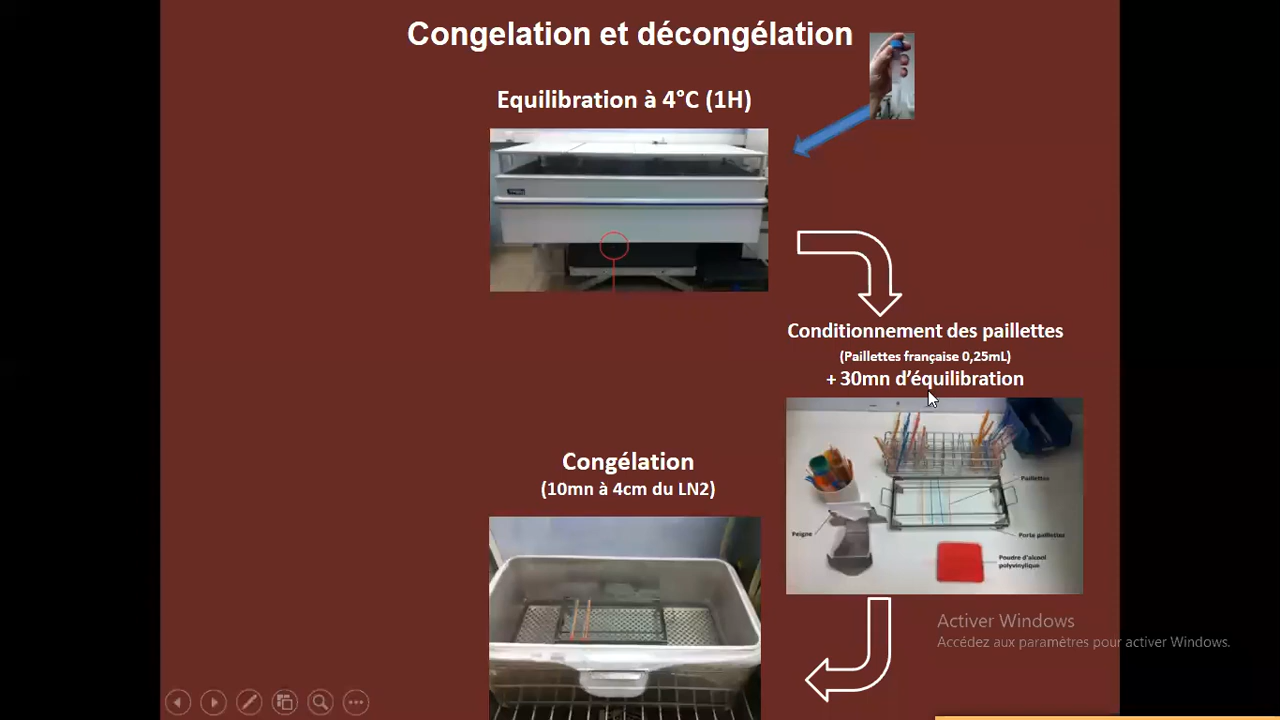 Congelation et décongélation
Equilibration à 4°C (1H)
Conditionnement des paillettes
(Paillettes française 0,25mL)
+ 30mn d’équilibration
Congélation
(10mn à 4cm du LN2)
Paillettes
Peigne
Porte paillettes
Poudre d'alcool
polyvinylique
Activer Windows
Accédez aux paramètres pour activer Windows.